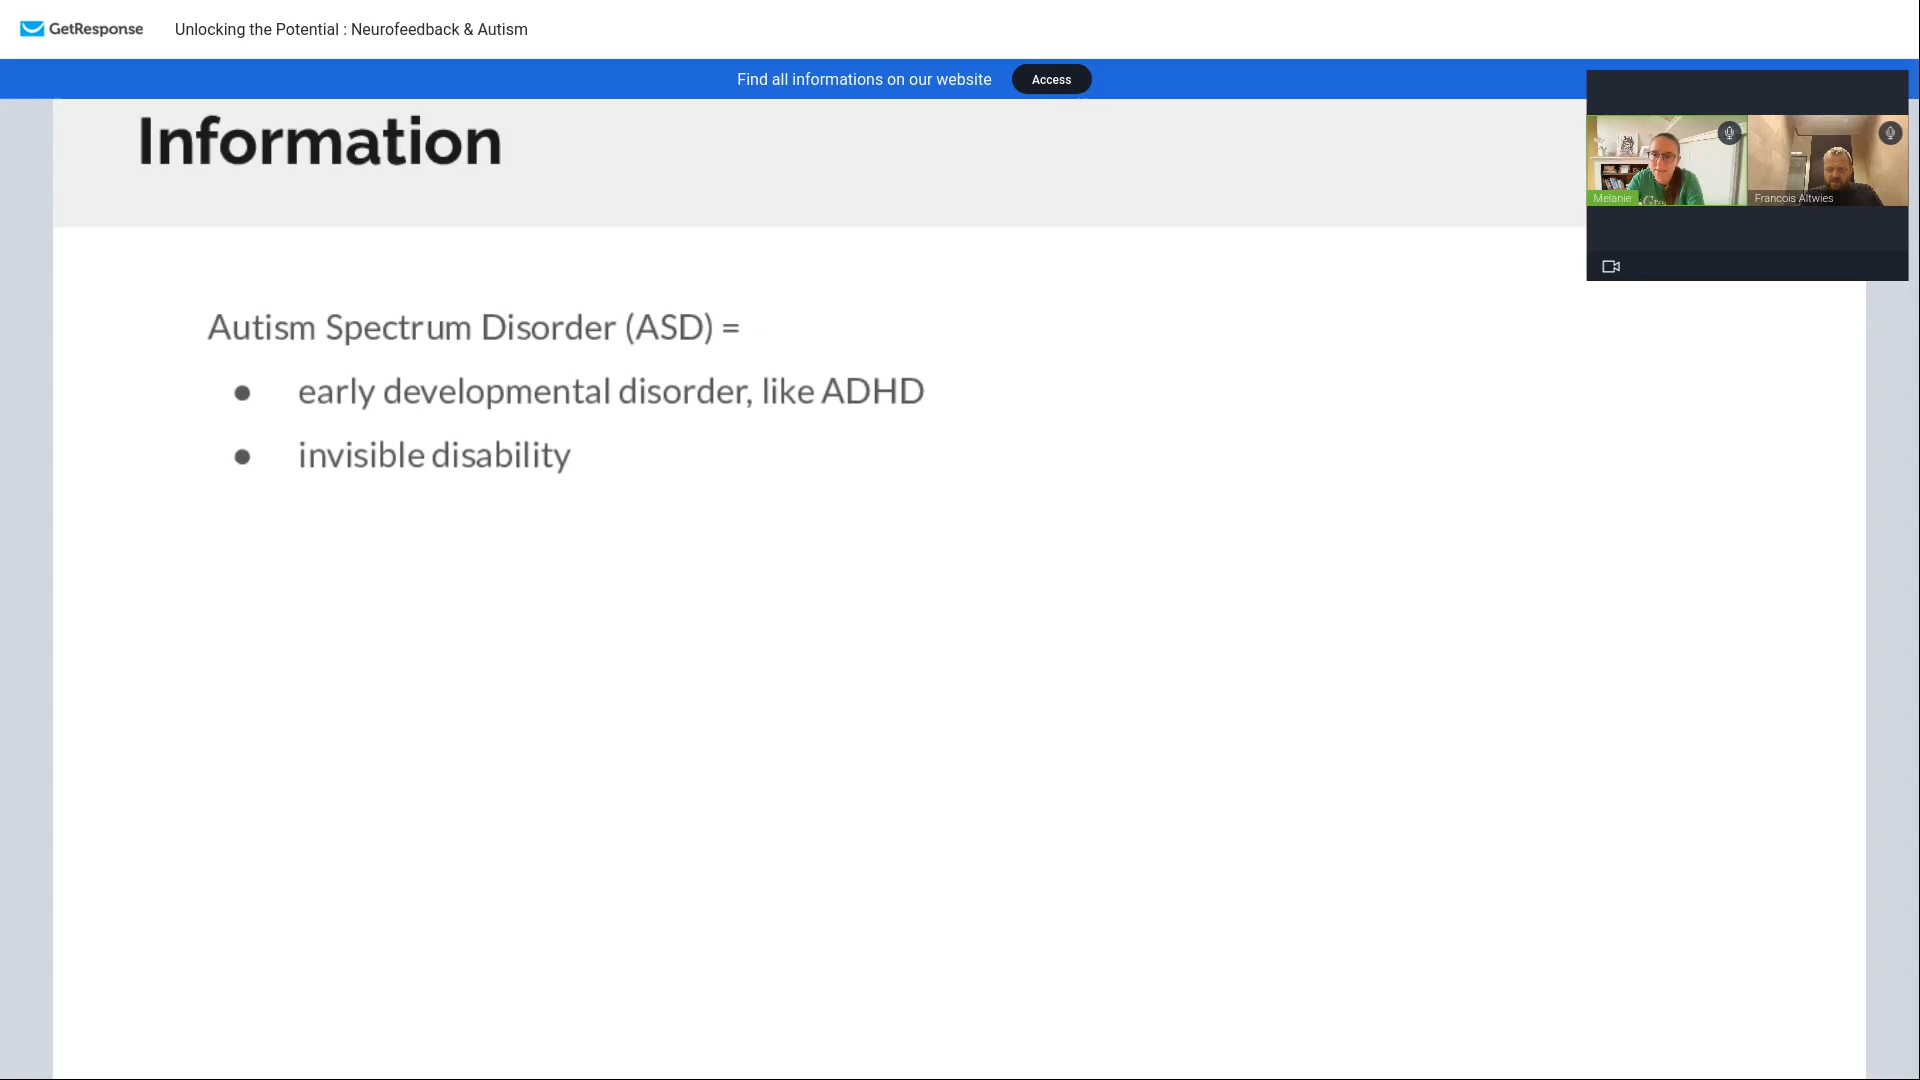 GetResponse
Unlocking the Potential : Neurofeedback & Autism
Find all informations on our website
Access
Information
Melanie
Francois Altwies
Autism Spectrum Disorder (ASD) =
● early developmental disorder, like ADHD
● invisible disability